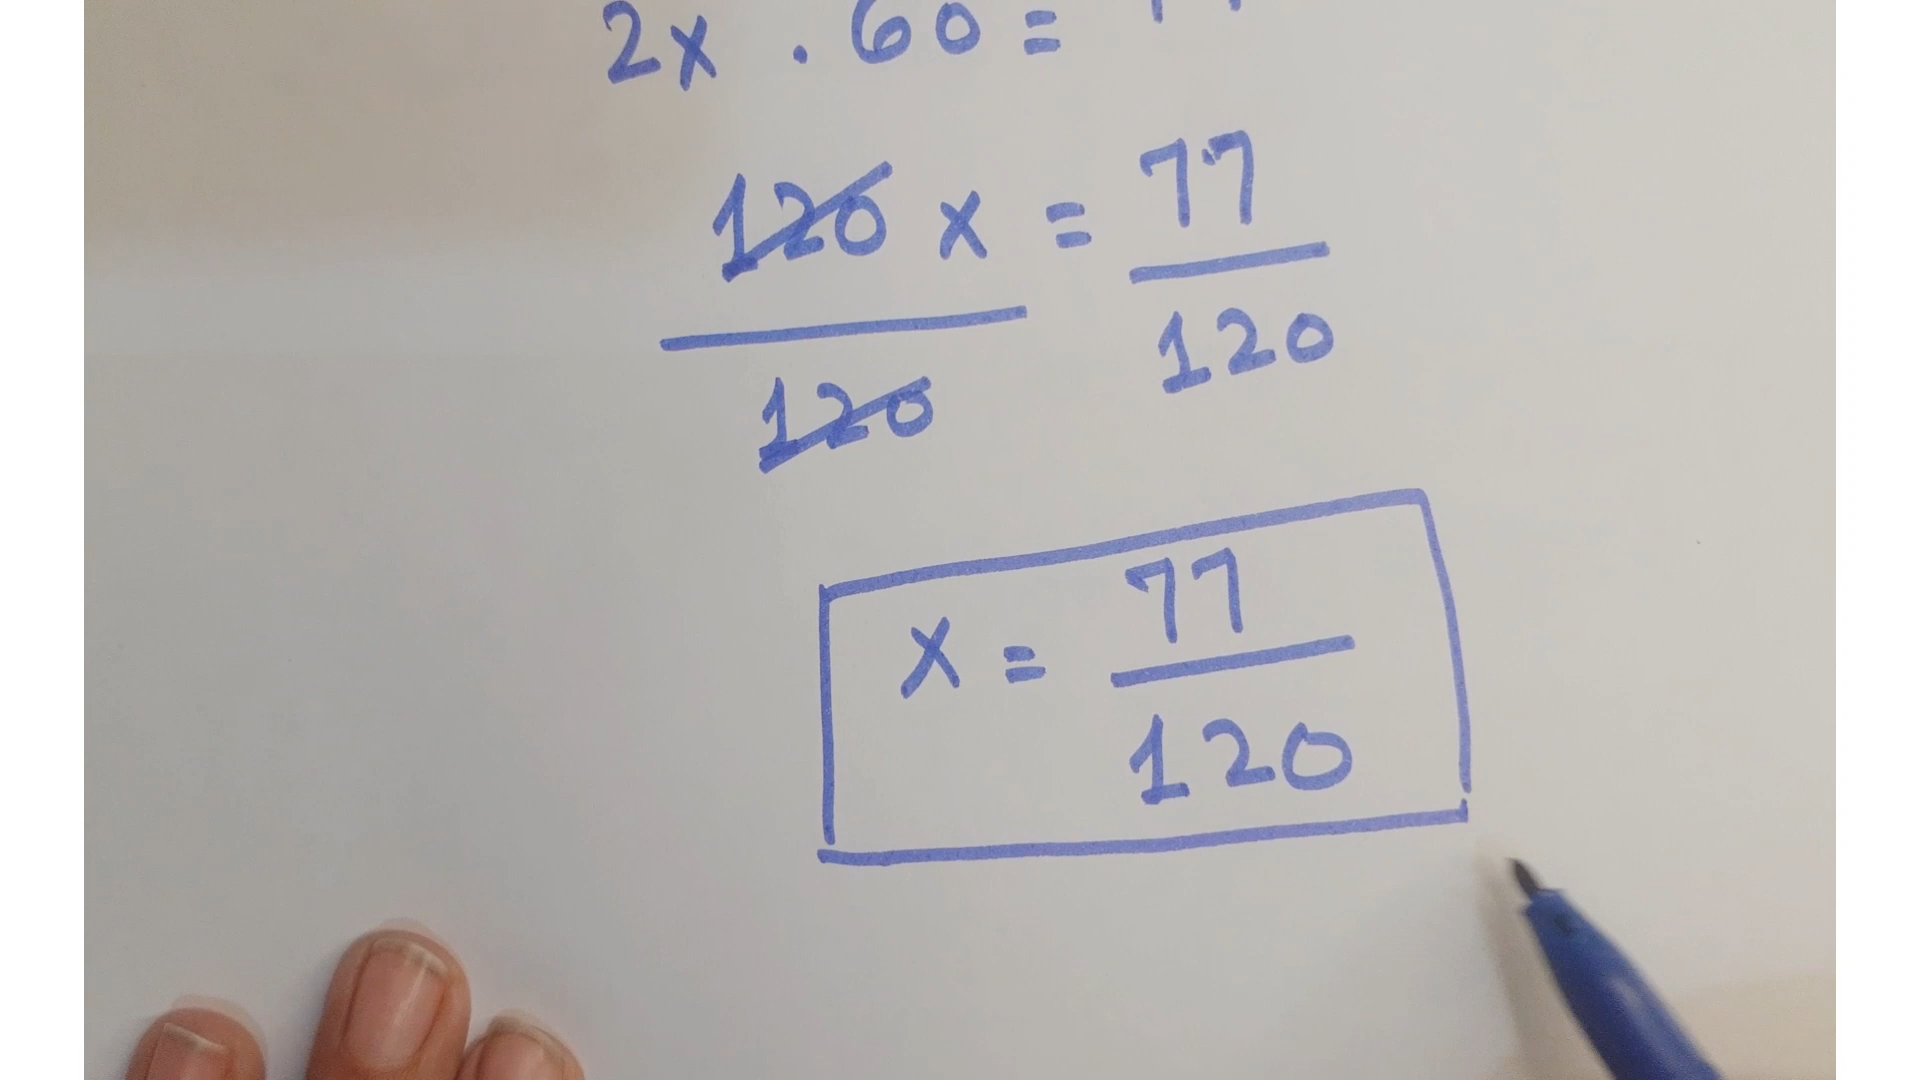 2x . 60 =
120 x = 77
120 120
x = 77
120